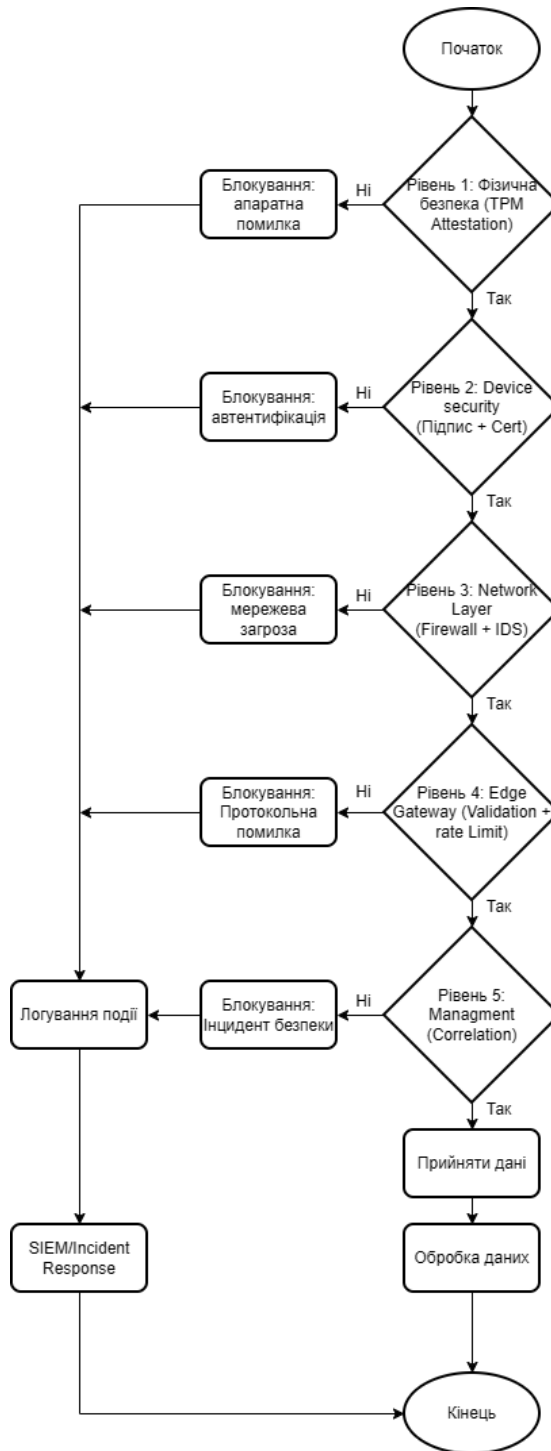 Початок
Рівень 1: Фізична
безпека (TPM
Attestation)
Ні
Блокування:
апаратна
помилка
Так
Рівень 2: Device
security
(Підпис + Cert)
Ні
Блокування:
автентифікація
Так
Рівень 3: Network
Layer
(Firewall + IDS)
Ні
Блокування:
мережева
загроза
Так
Рівень 4: Edge
Gateway (Validation +
rate Limit)
Ні
Блокування:
Протокольна
помилка
Так
Рівень 5:
Managment
(Correlation)
Ні
Блокування:
Інцидент безпеки
Логування події
Так
Прийняти дані
SIEM/Incident
Response
Обробка даних
Кінець